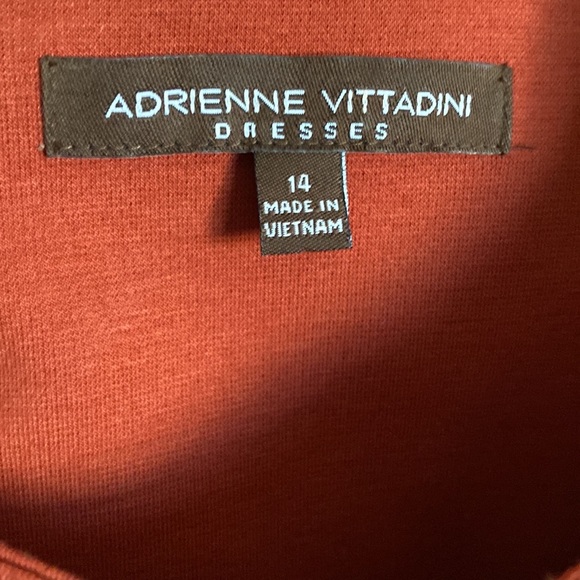 ADRIENNE VITTADINI
DRESSES
14
MADE IN
VIETNAM